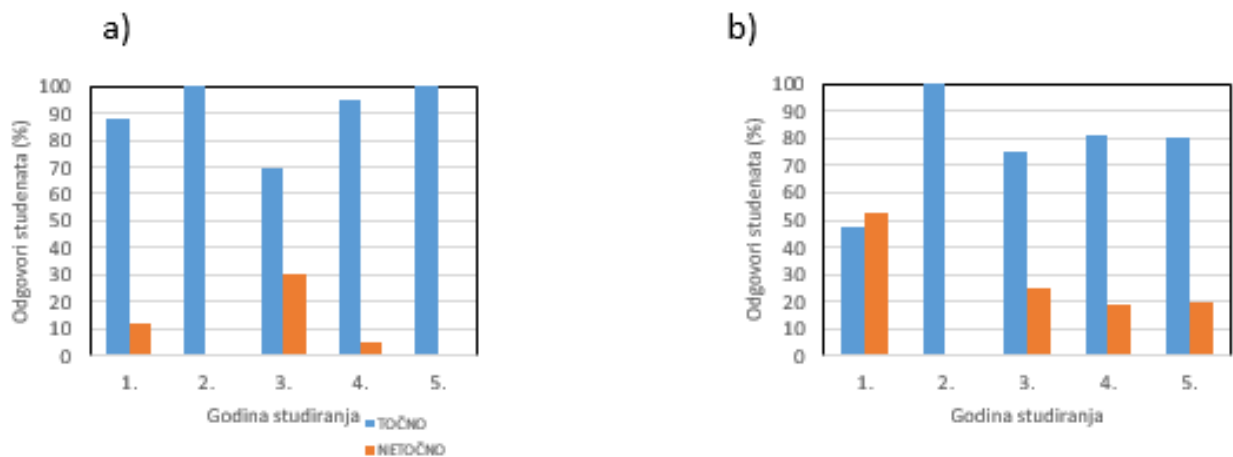 a)
Odgovori studenata (%)
100
90
80
70
60
50
40
30
20
10
0
1. 2. 3. 4. 5.
Godina studiranja
TOČNO
NETOČNO
b)
Odgovori studenata (%)
100
90
80
70
60
50
40
30
20
10
0
1. 2. 3. 4. 5.
Godina studiranja